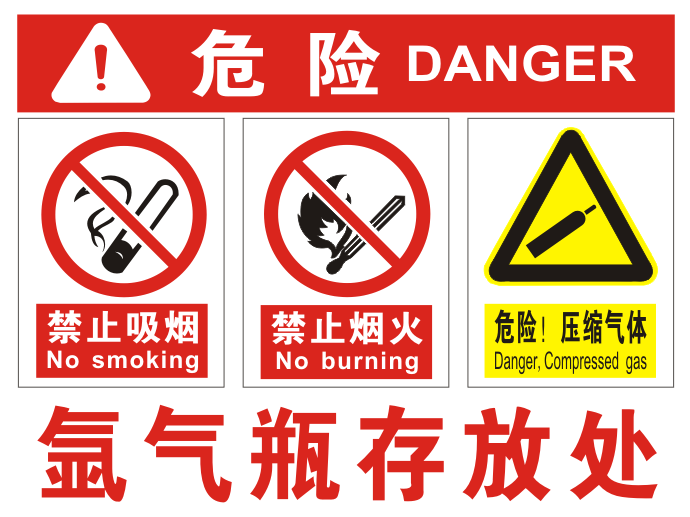 危险 DANGER
禁止吸烟
No smoking
禁止烟火
No burning
危险！压缩气体
Danger, Compressed gas
氩气瓶存放处